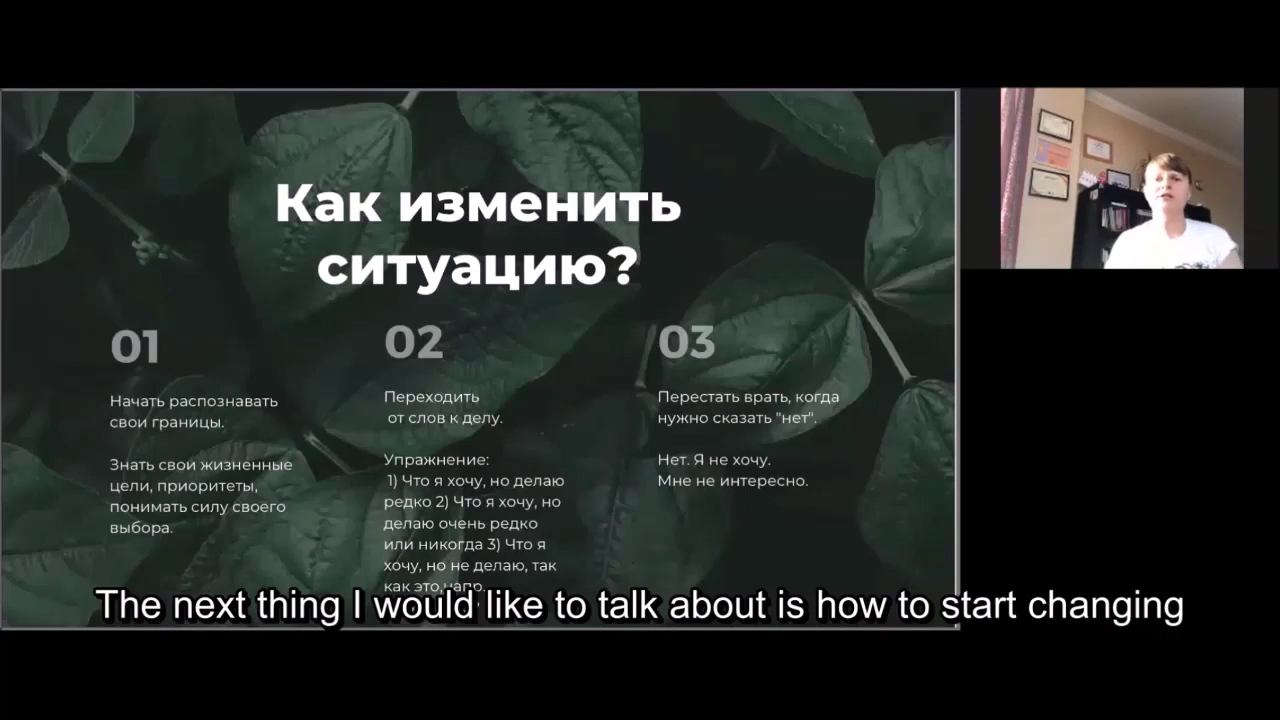 Как изменить
ситуацию?
01
Начать распознавать
свои границы.
Знать свои жизненные
цели, приоритеты,
понимать силу своего
выбора.
02
Переходить
от слов к делу.
Упражнение:
1) Что я хочу, но делаю
редко 2) Что я хочу, но
делаю очень редко
или никогда 3) Что я
хочу, но не делаю, так
как это,напр.
03
Перестать врать, когда
нужно сказать "нет".
Нет. Я не хочу.
Мне не интересно.
The next thing I would like to talk about is how to start changing